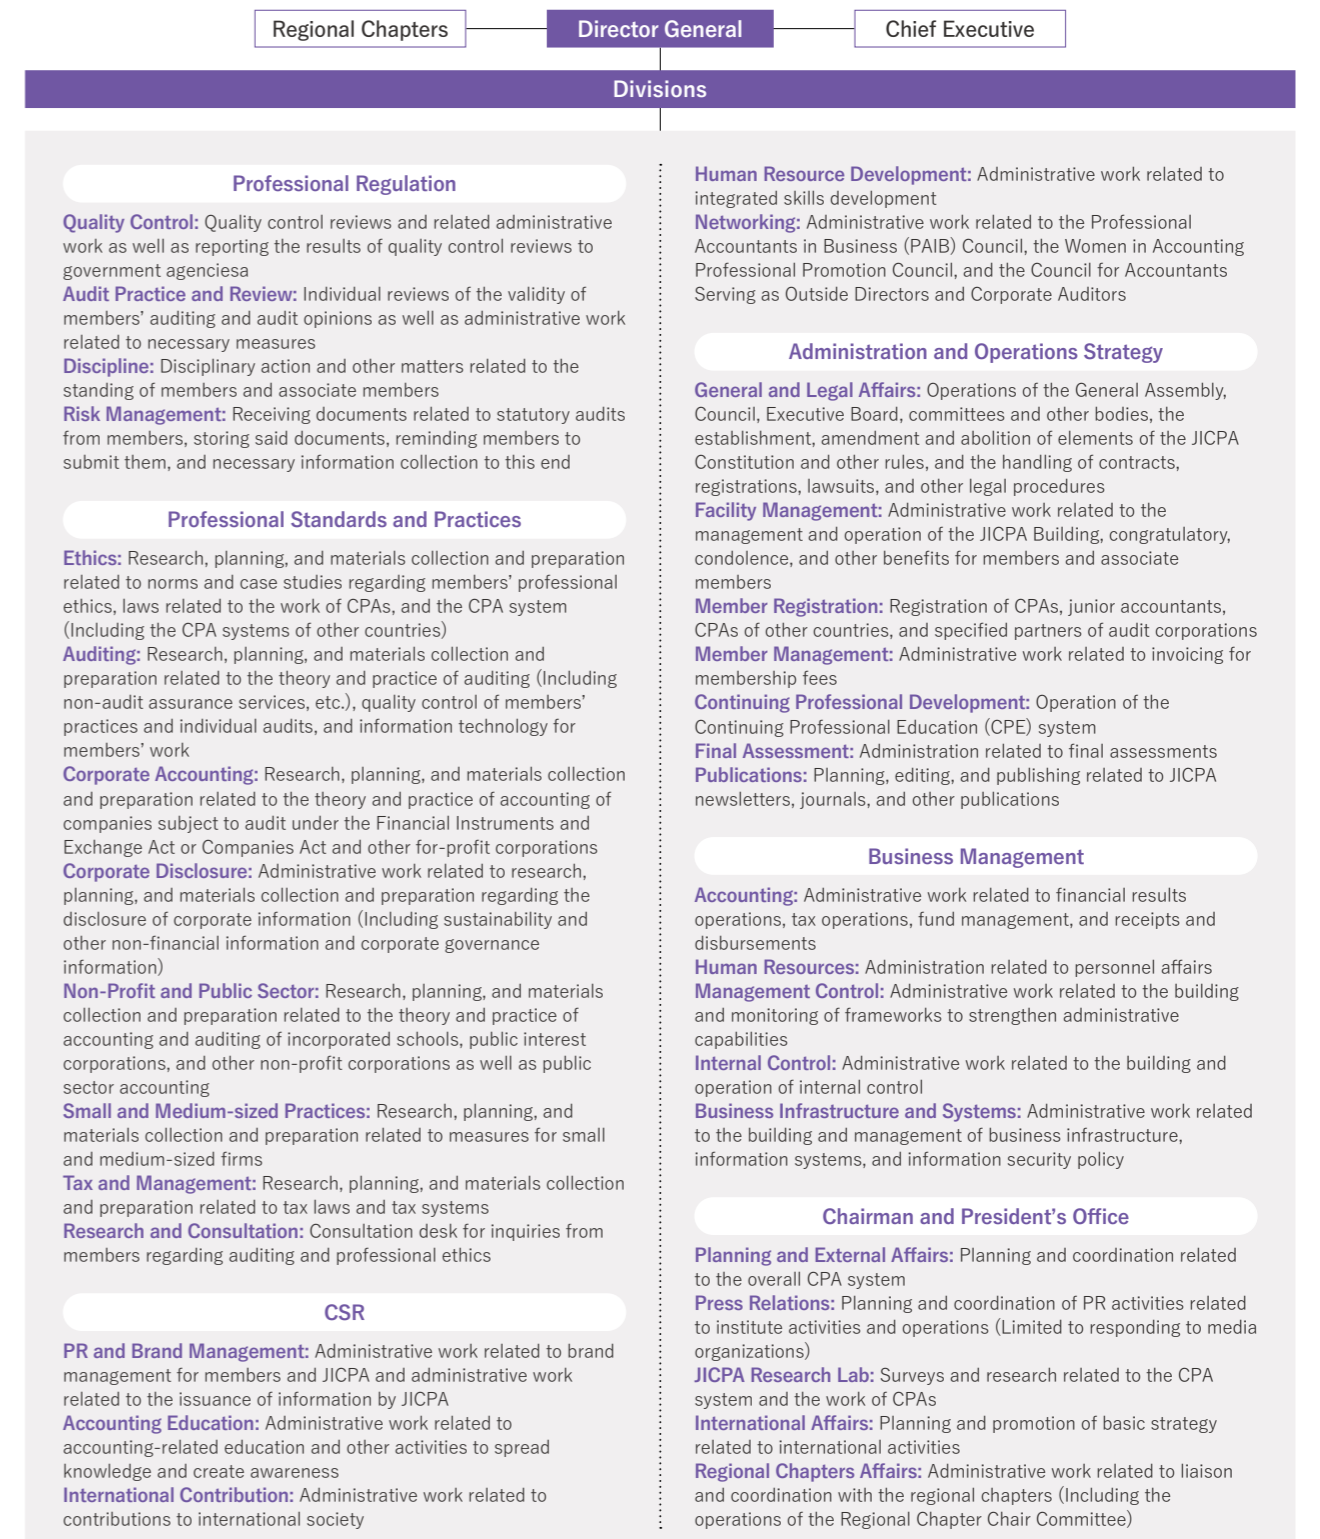 Regional Chapters
Director General
Chief Executive
Divisions
Professional Regulation
Quality Control: Quality control reviews and related administrative
work as well as reporting the results of quality control reviews to
government agenciesa
Audit Practice and Review: Individual reviews of the validity of
members' auditing and audit opinions as well as administrative work
related to necessary measures
Discipline: Disciplinary action and other matters related to the
standing of members and associate members
Risk Management: Receiving documents related to statutory audits
from members, storing said documents, reminding members to
submit them, and necessary information collection to this end
Professional Standards and Practices
Ethics: Research, planning, and materials collection and preparation
related to norms and case studies regarding members' professional
ethics, laws related to the work of CPAs, and the CPA system
(Including the CPA systems of other countries)
Auditing: Research, planning, and materials collection and
preparation related to the theory and practice of auditing (Including
non-audit assurance services, etc.), quality control of members'
practices and individual audits, and information technology for
members' work
Corporate Accounting: Research, planning, and materials collection
and preparation related to the theory and practice of accounting of
companies subject to audit under the Financial Instruments and
Exchange Act or Companies Act and other for-profit corporations
Corporate Disclosure: Administrative work related to research,
planning, and materials collection and preparation regarding the
disclosure of corporate information (Including sustainability and
other non-financial information and corporate governance
information)
Non-Profit and Public Sector: Research, planning, and materials
collection and preparation related to the theory and practice of
accounting and auditing of incorporated schools, public interest
corporations, and other non-profit corporations as well as public
sector accounting
Small and Medium-sized Practices: Research, planning, and
materials collection and preparation related to measures for small
and medium-sized firms
Tax and Management: Research, planning, and materials collection
and preparation related to tax laws and tax systems
Research and Consultation: Consultation desk for inquiries from
members regarding auditing and professional ethics
CSR
PR and Brand Management: Administrative work related to brand
management for members and JICPA and administrative work
related to the issuance of information by JICPA
Accounting Education: Administrative work related to
accounting-related education and other activities to spread
knowledge and create awareness
International Contribution: Administrative work related to
contributions to international society
Human Resource Development: Administrative work related to
integrated skills development
Networking: Administrative work related to the Professional
Accountants in Business (PAIB) Council, the Women in Accounting
Professional Promotion Council, and the Council for Accountants
Serving as Outside Directors and Corporate Auditors
Administration and Operations Strategy
General and Legal Affairs: Operations of the General Assembly,
Council, Executive Board, committees and other bodies, the
establishment, amendment and abolition of elements of the JICPA
Constitution and other rules, and the handling of contracts,
registrations, lawsuits, and other legal procedures
Facility Management: Administrative work related to the
management and operation of the JICPA Building, congratulatory,
condolence, and other benefits for members and associate
members
Member Registration: Registration of CPAs, junior accountants,
CPAs of other countries, and specified partners of audit corporations
Member Management: Administrative work related to invoicing for
membership fees
Continuing Professional Development: Operation of the
Continuing Professional Education (CPE) system
Final Assessment: Administration related to final assessments
Publications: Planning, editing, and publishing related to JICPA
newsletters, journals, and other publications
Business Management
Accounting: Administrative work related to financial results
operations, tax operations, fund management, and receipts and
disbursements
Human Resources: Administration related to personnel affairs
Management Control: Administrative work related to the building
and monitoring of frameworks to strengthen administrative
capabilities
Internal Control: Administrative work related to the building and
operation of internal control
Business Infrastructure and Systems: Administrative work related
to the building and management of business infrastructure,
information systems, and information security policy
Chairman and President's Office
Planning and External Affairs: Planning and coordination related
to the overall CPA system
Press Relations: Planning and coordination of PR activities related
to institute activities and operations (Limited to responding to media
organizations)
JICPA Research Lab: Surveys and research related to the CPA
system and the work of CPAs
International Affairs: Planning and promotion of basic strategy
related to international activities
Regional Chapters Affairs: Administrative work related to liaison
and coordination with the regional chapters (Including the
operations of the Regional Chapter Chair Committee)